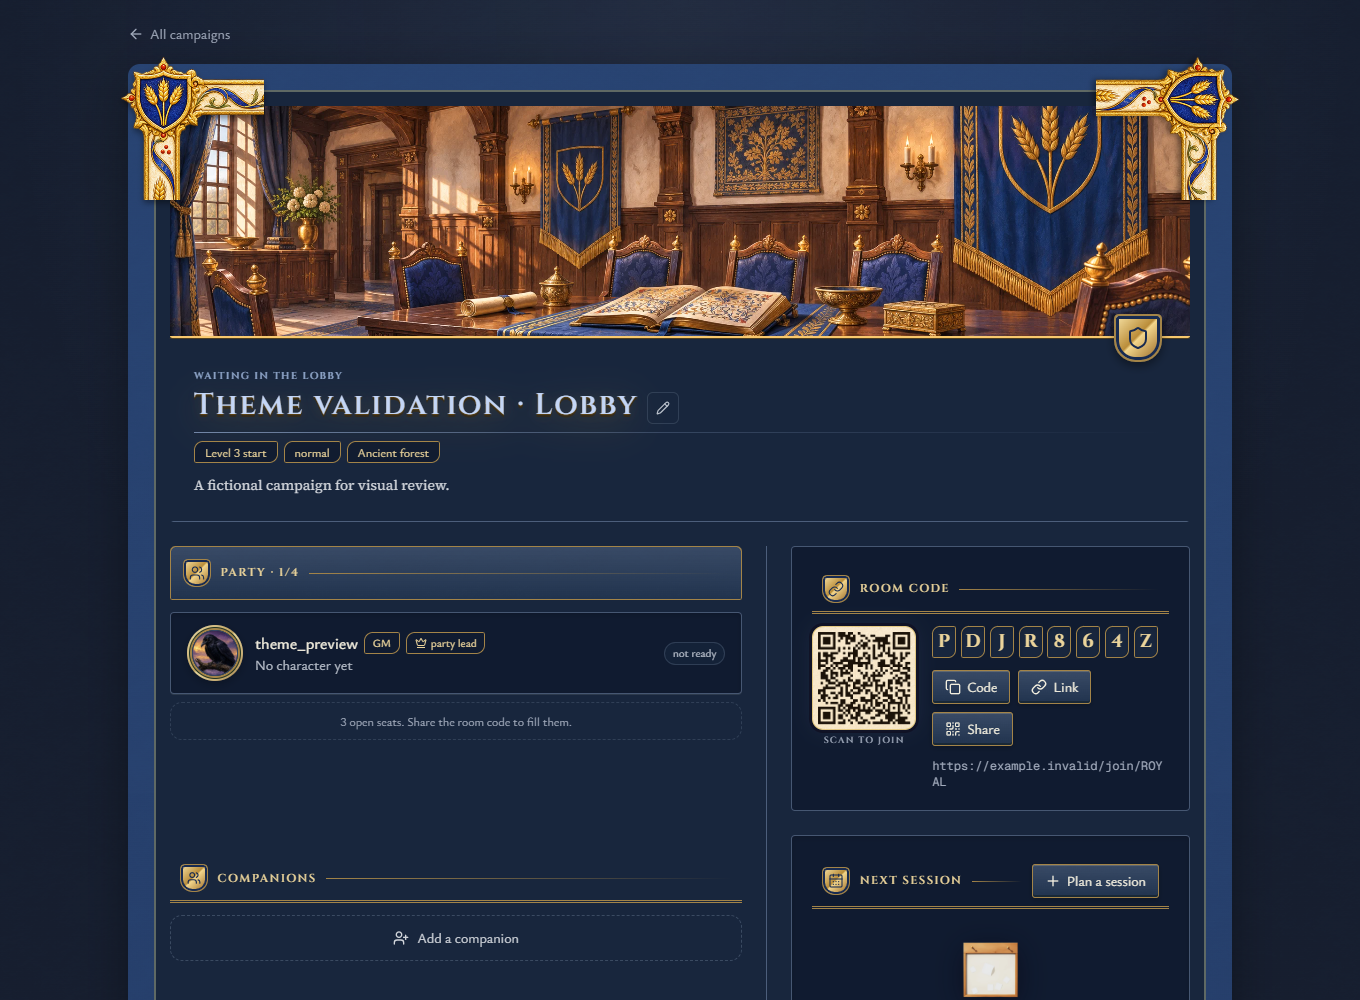 All campaigns
WAITING IN THE LOBBY
THEME VALIDATION · LOBBY
Level 3 start normal Ancient forest
A fictional campaign for visual review.
PARTY · 1/4
theme_preview GM party lead
No character yet
not ready
3 open seats. Share the room code to fill them.
COMPANIONS
Add a companion
ROOM CODE
P D J R 8 6 4 Z
Code Link
Share
SCAN TO JOIN
https://example.invalid/join/ROY
AL
NEXT SESSION
Plan a session